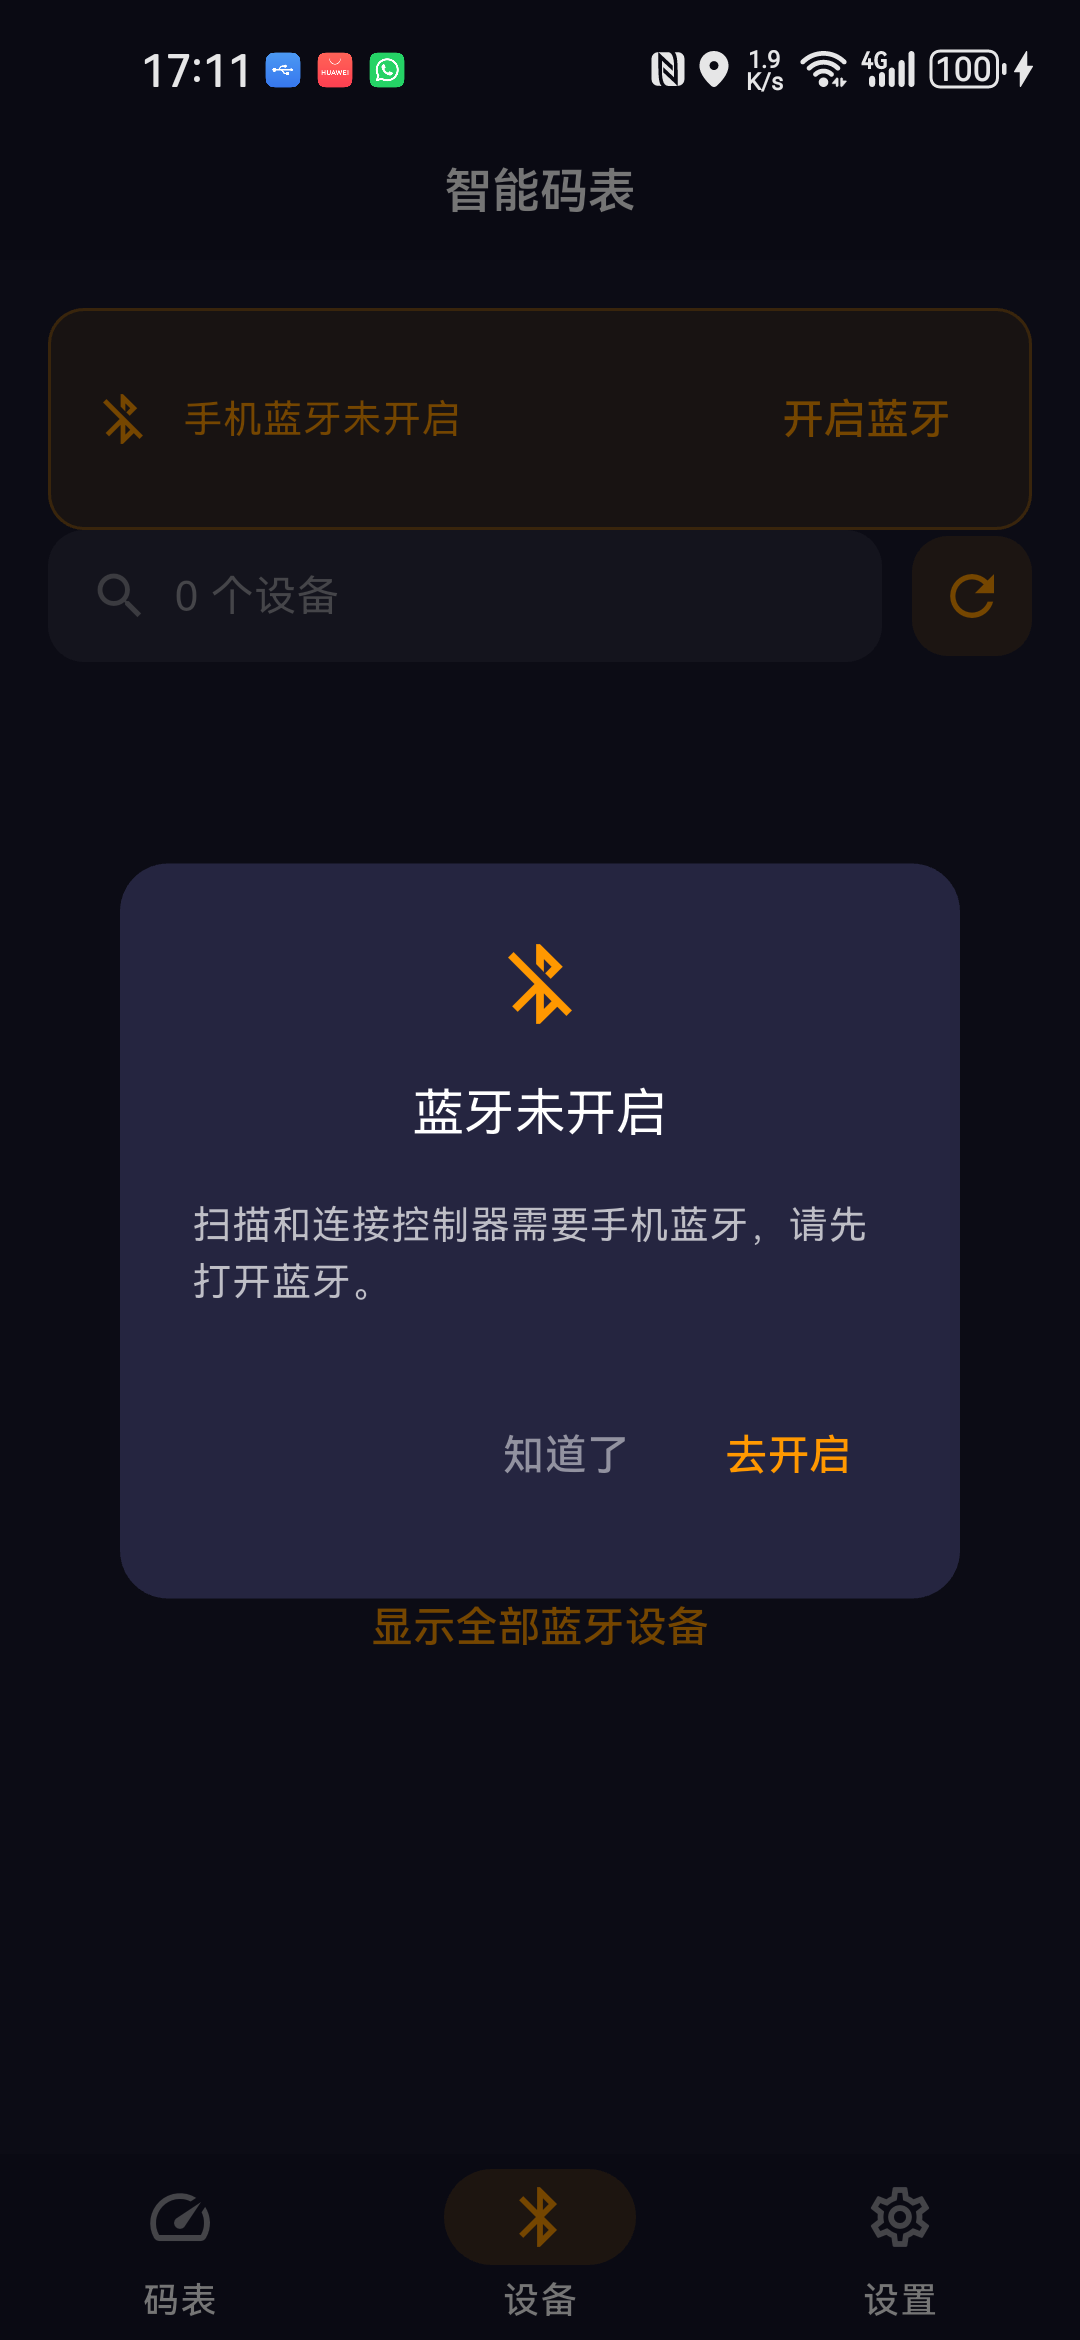 17:11
HUAWEI
1.9
K/s
4G
100
智能码表
手机蓝牙未开启
开启蓝牙
0 个设备
蓝牙未开启
扫描和连接控制器需要手机蓝牙，请先
打开蓝牙。
知道了
去开启
显示全部蓝牙设备
码表
设备
设置